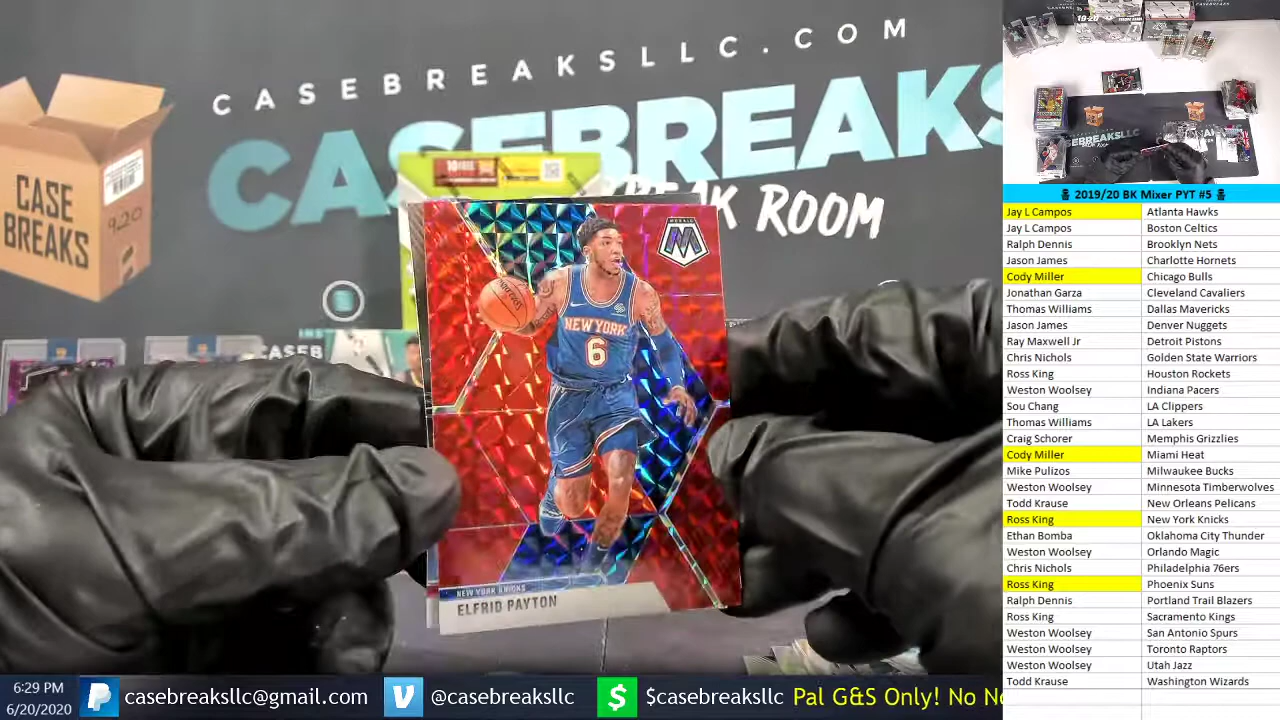 CASEBREAKSLLC.COM
CASEBREAKS
BREAK ROOM
CASE
BREAKS
920
MOSAIC
NEW YORK
6
NEW YORK KNICKS
ELFRID PAYTON
CASEB
19-20
2019/20 BK Mixer PYT #5
Jay L Campos Atlanta Hawks
Jay L Campos Boston Celtics
Ralph Dennis Brooklyn Nets
Jason James Charlotte Hornets
Cody Miller Chicago Bulls
Jonathan Garza Cleveland Cavaliers
Thomas Williams Dallas Mavericks
Jason James Denver Nuggets
Ray Maxwell Jr Detroit Pistons
Chris Nichols Golden State Warriors
Ross King Houston Rockets
Weston Woolsey Indiana Pacers
Sou Chang LA Clippers
Thomas Williams LA Lakers
Craig Schorer Memphis Grizzlies
Cody Miller Miami Heat
Mike Pulizos Milwaukee Bucks
Weston Woolsey Minnesota Timberwolves
Todd Krause New Orleans Pelicans
Ross King New York Knicks
Ethan Bomba Oklahoma City Thunder
Weston Woolsey Orlando Magic
Chris Nichols Philadelphia 76ers
Ross King Phoenix Suns
Ralph Dennis Portland Trail Blazers
Ross King Sacramento Kings
Weston Woolsey San Antonio Spurs
Weston Woolsey Toronto Raptors
Weston Woolsey Utah Jazz
Todd Krause Washington Wizards
6:29 PM
6/20/2020
casebreaksllc@gmail.com
@casebreaksllc
$casebreaksllc
Pal G&S Only! No No